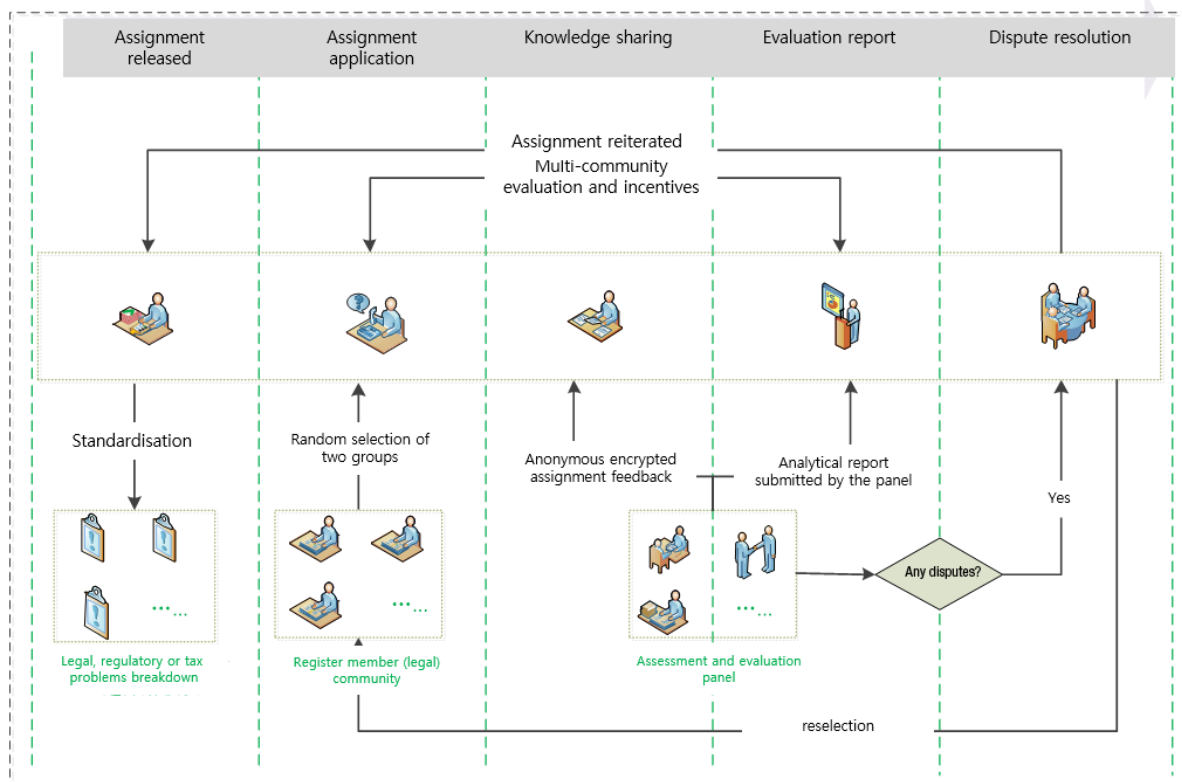 Assignment
released
Assignment
application
Knowledge sharing
Evaluation report
Dispute resolution
Assignment reiterated
Multi-community
evaluation and incentives
Standardisation
Random selection of
two groups
Anonymous encrypted
assignment feedback
Analytical report
submitted by the panel
Yes
Any disputes?
Legal, regulatory or tax
problems breakdown
Register member (legal)
community
Assessment and evaluation
panel
reselection